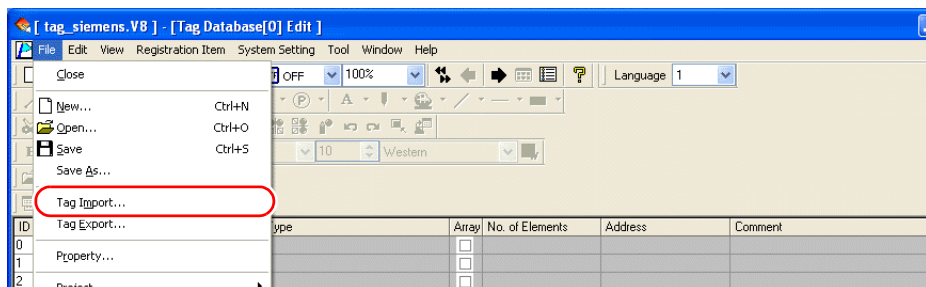 [ tag_siemens.V8 ] - [Tag Database[0] Edit ]
File Edit View Registration Item System Setting Tool Window Help
Close OFF 100% Language 1
New... Ctrl+N
Open... Ctrl+O
Save Ctrl+S 10 Western
Save As...
Tag Import...
Tag Export...
ID ype Array No. of Elements Address Comment
0
Property...
1
2
Project